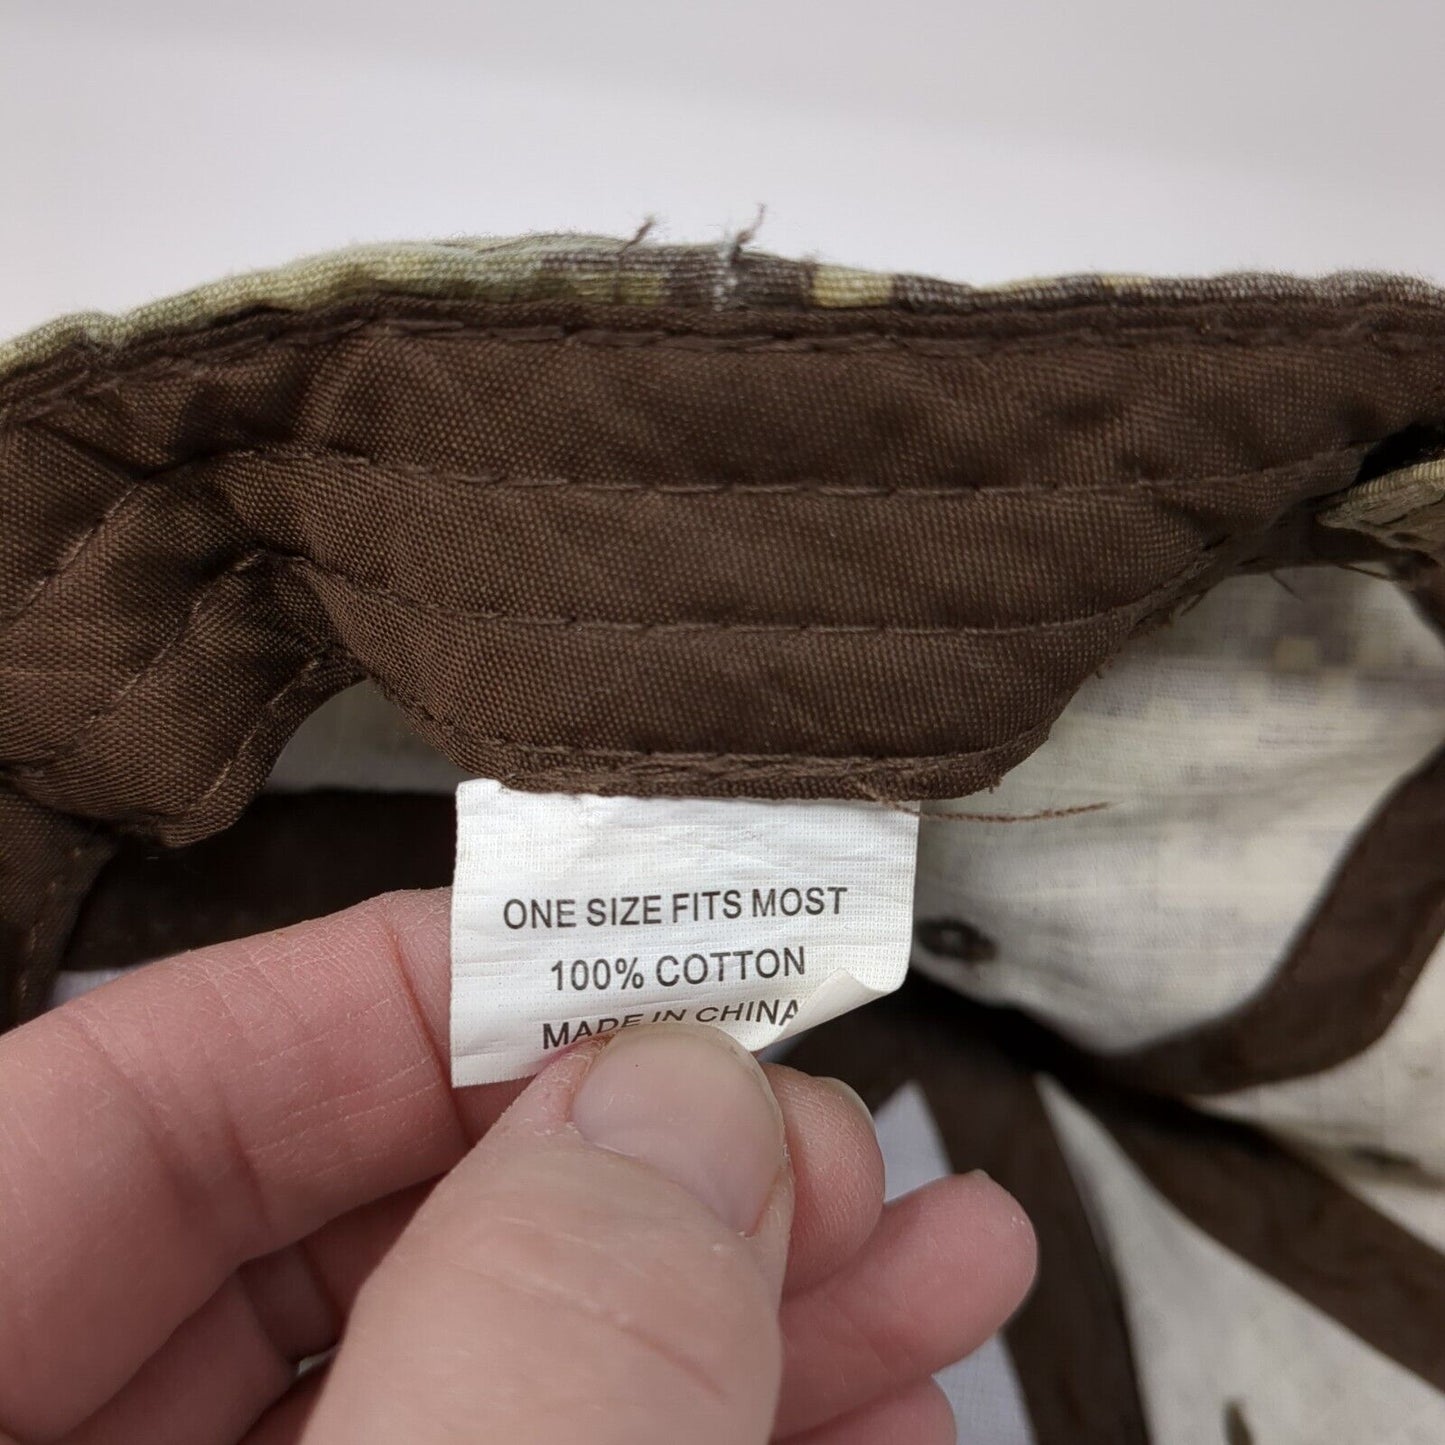 ONE SIZE FITS MOST
100% COTTON
MADE IN CHINA